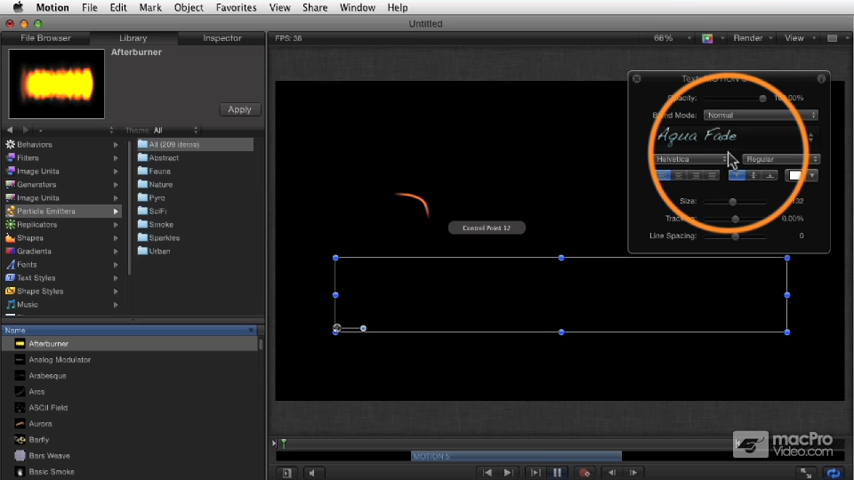 Motion File Edit Mark Object Favorites View Share Window Help
Untitled
File Browser Library Inspector
FPS: 36 66% Render View
Afterburner
Apply
Theme: All
Behaviors
Filters
Image Units
Generators
Image Units
Particle Emitters
Replicators
Shapes
Gradients
Fonts
Text Styles
Shape Styles
Music
All (209 items)
Abstract
Fauna
Nature
Pyro
SciFi
Smoke
Sparkles
Urban
Name
Afterburner
Analog Modulator
Arabesque
Arcs
ASCII Field
Aurora
Barfly
Bars Weave
Basic Smoke
Control Point 12
Opacity:
Blend Mode: Normal
Aqua Fade
Helvetica Regular
Size:
Tracking: 0.00%
Line Spacing: 0
MOTION 5
macPro
Video.com